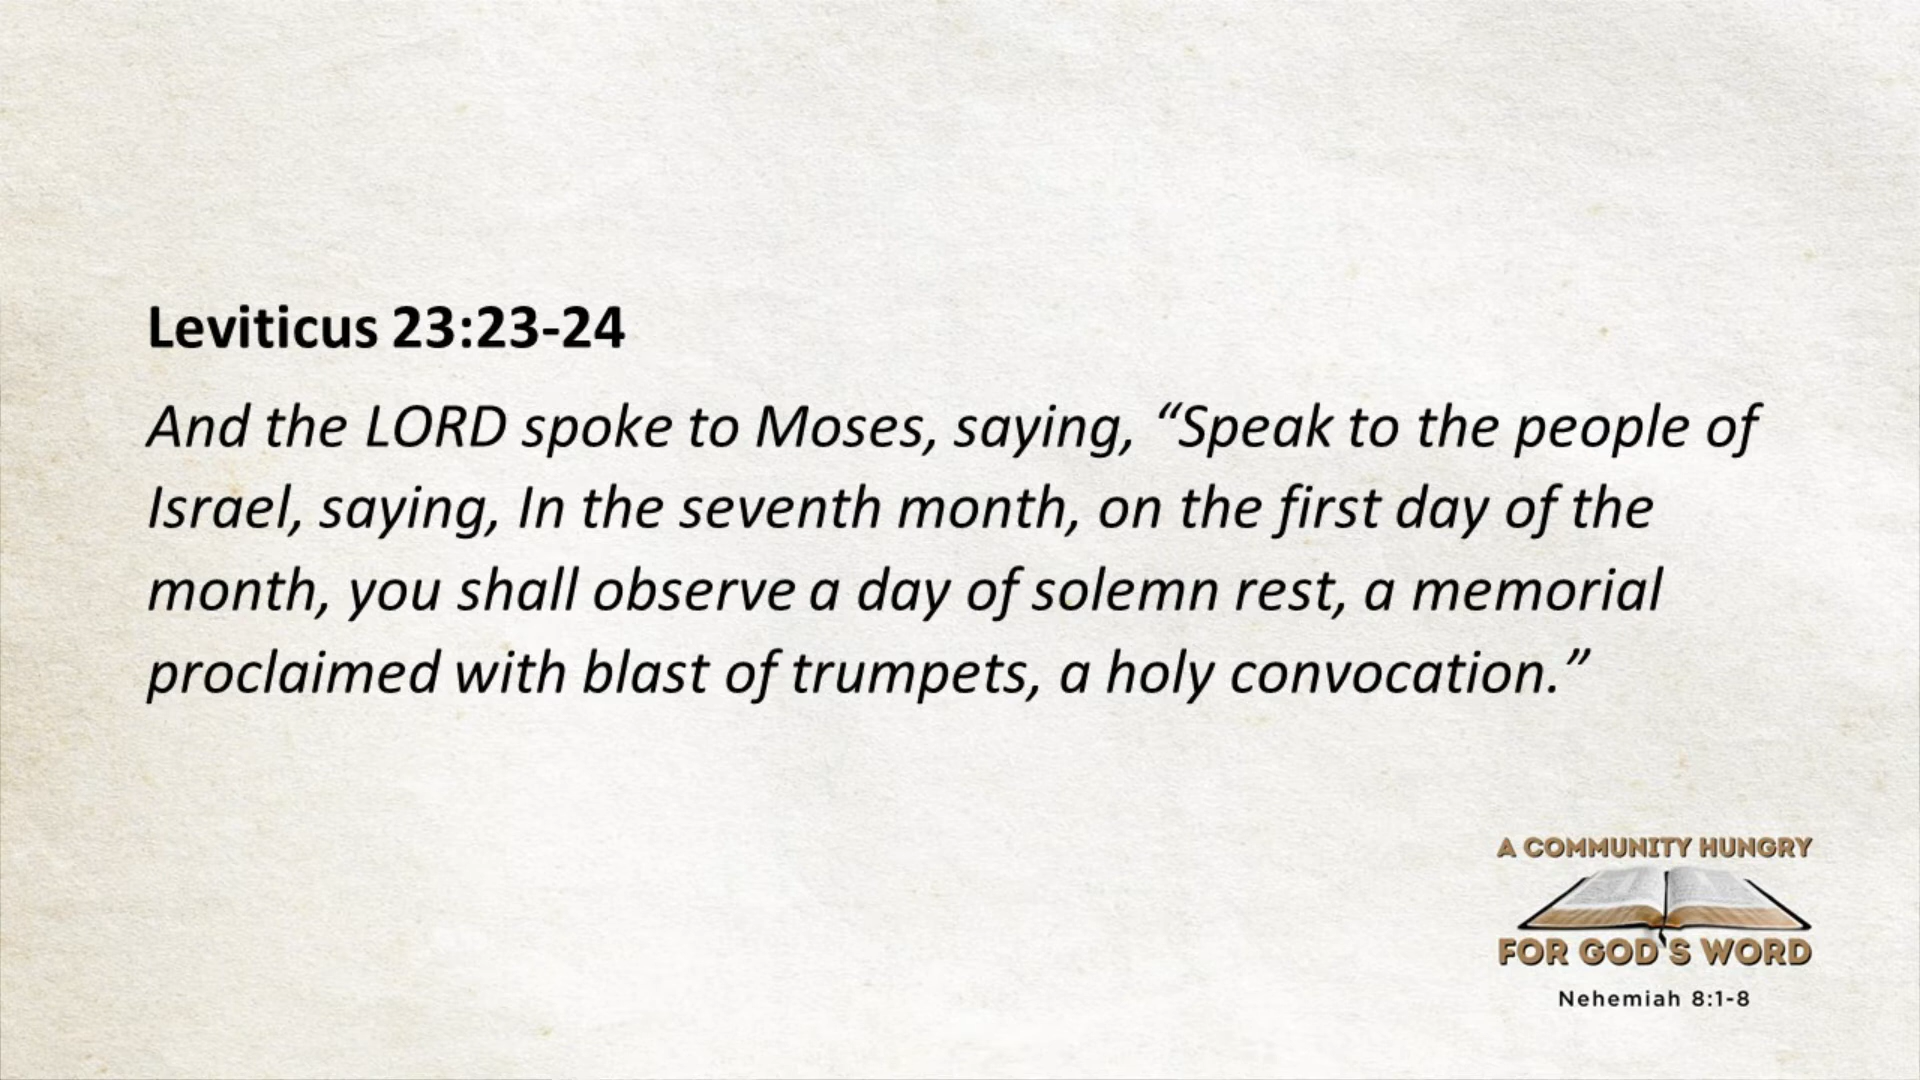 Leviticus 23:23-24
And the LORD spoke to Moses, saying, “Speak to the people of
Israel, saying, In the seventh month, on the first day of the
month, you shall observe a day of solemn rest, a memorial
proclaimed with blast of trumpets, a holy convocation.”
A COMMUNITY HUNGRY
FOR GOD'S WORD
Nehemiah 8:1-8